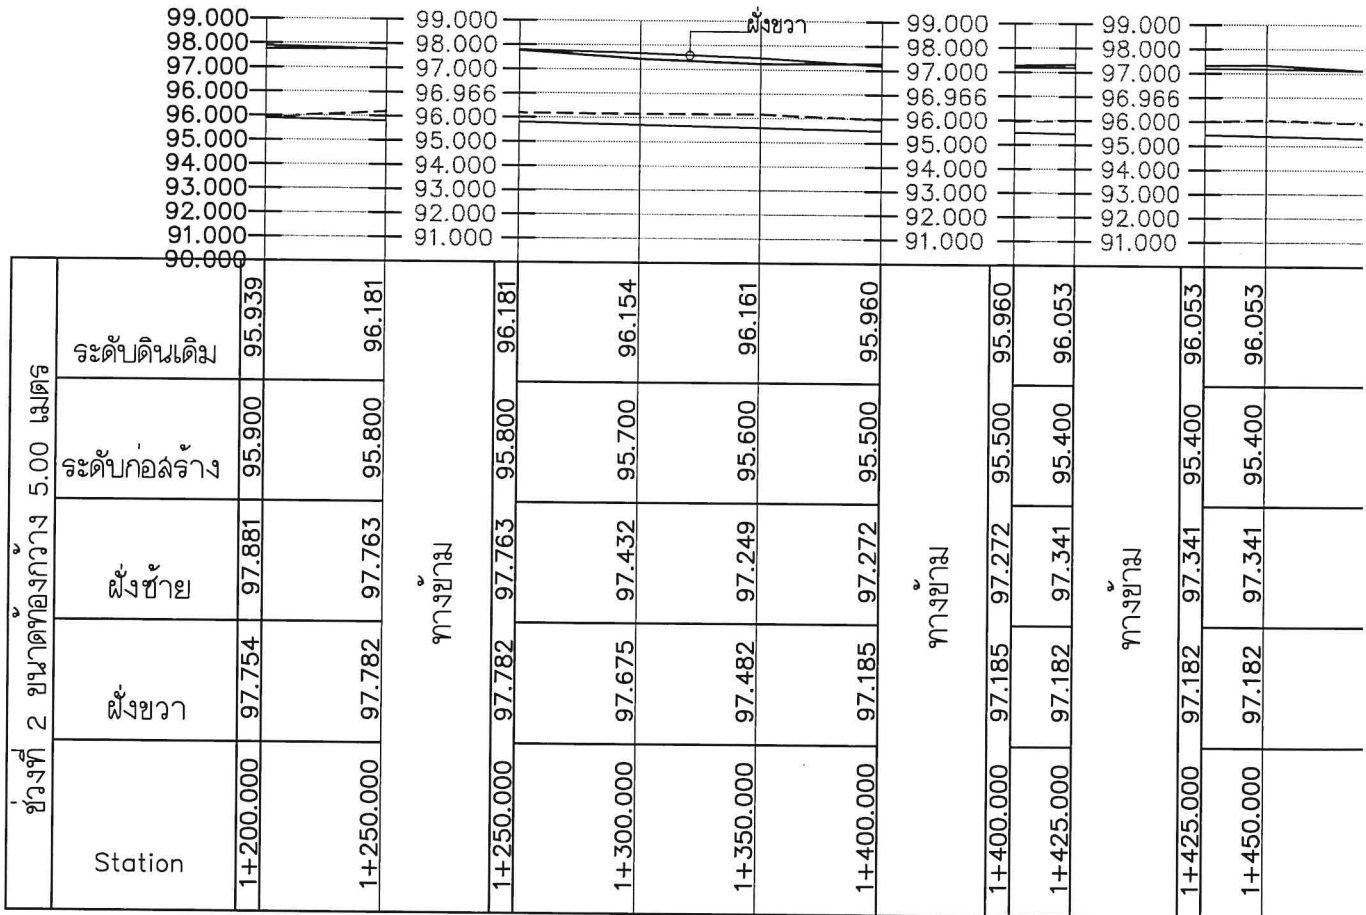 99.000 99.000 ฝั่งขวา 99.000 99.000
98.000 98.000 98.000 98.000
97.000 97.000 97.000 97.000
96.000 96.966 96.966 96.966
96.000 96.000 96.000 96.000
95.000 95.000 95.000 95.000
94.000 94.000 94.000 94.000
93.000 93.000 93.000 93.000
92.000 92.000 92.000 92.000
91.000 91.000 91.000 91.000
90.000
ช่วงที่ 2 ขนาดท้องกว้าง 5.00 เมตร
ระดับดินเดิม 95.939 96.181 96.181 96.154 96.161 95.960 95.960 96.053 96.053 96.053
ระดับก่อสร้าง 95.900 95.800 95.800 95.700 95.600 95.500 95.500 95.400 95.400 95.400
ฝั่งซ้าย 97.881 97.763 97.763 97.432 97.249 97.272 97.272 97.341 97.341 97.341
ทางข้าม ทางข้าม ทางข้าม
ฝั่งขวา 97.754 97.782 97.782 97.675 97.482 97.185 97.185 97.182 97.182 97.182
Station 1+200.000 1+250.000 1+250.000 1+300.000 1+350.000 1+400.000 1+400.000 1+425.000 1+425.000 1+450.000